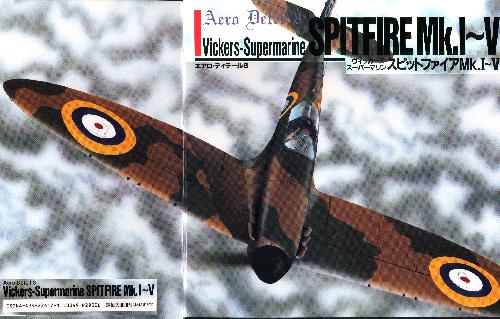 Aero Detail 8
Vickers-Supermarine SPITFIRE Mk.I~V
エアロ・ディテール8
ヴィッカース スーパーマリン スピットファイアMk.I~V
Aero Detail 8
Vickers-Supermarine SPITFIRE Mk.I~V